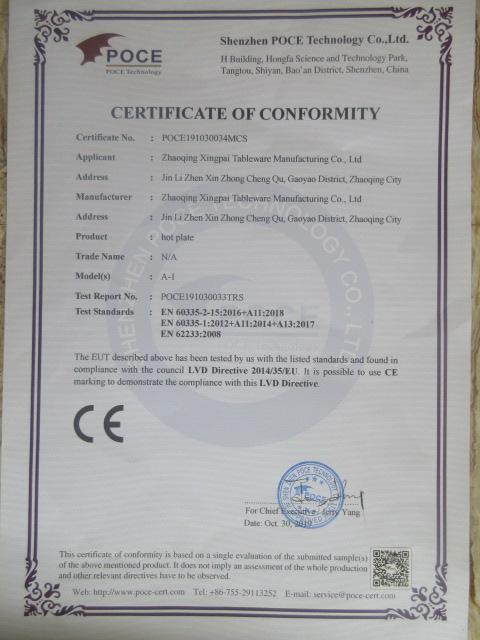 POCE
POCE Technology
Shenzhen POCE Technology Co.,Ltd.
H Building, Hongfa Science and Technology Park,
Tangtou, Shiyan, Bao'an District, Shenzhen, China
CERTIFICATE OF CONFORMITY
Certificate No. : POCE191030034MCS
Applicant : Zhaoqing Xingpai Tableware Manufacturing Co., Ltd
Address : Jin Li Zhen Xin Zhong Cheng Qu, Gaoyao District, Zhaoqing City
Manufacturer : Zhaoqing Xingpai Tableware Manufacturing Co., Ltd
Address : Jin Li Zhen Xin Zhong Cheng Qu, Gaoyao District, Zhaoqing City
Product : hot plate
Trade Name : N/A
Model(s) : A-1
Test Report No. : POCE191030033TRS
Test Standards : EN 60335-2-15:2016+A11:2018
EN 60335-1:2012+A11:2014+A13:2017
EN 62233:2008
The EUT described above has been tested by us with the listed standards and found in
compliance with the council LVD Directive 2014/35/EU. It is possible to use CE
marking to demonstrate the compliance with this LVD Directive.
CE
For Chief Executive / Jerry Yang
Date: Oct. 30, 2019
This certificate of conformity is based on a single evaluation of the submitted sample(s)
of the above mentioned product. It does not imply an assessment of the whole production
and other relevant directives have to be observed.
Web: http://www.poce-cert.com Tel: +86-755-29113252 E-mail: service@poce-cert.com